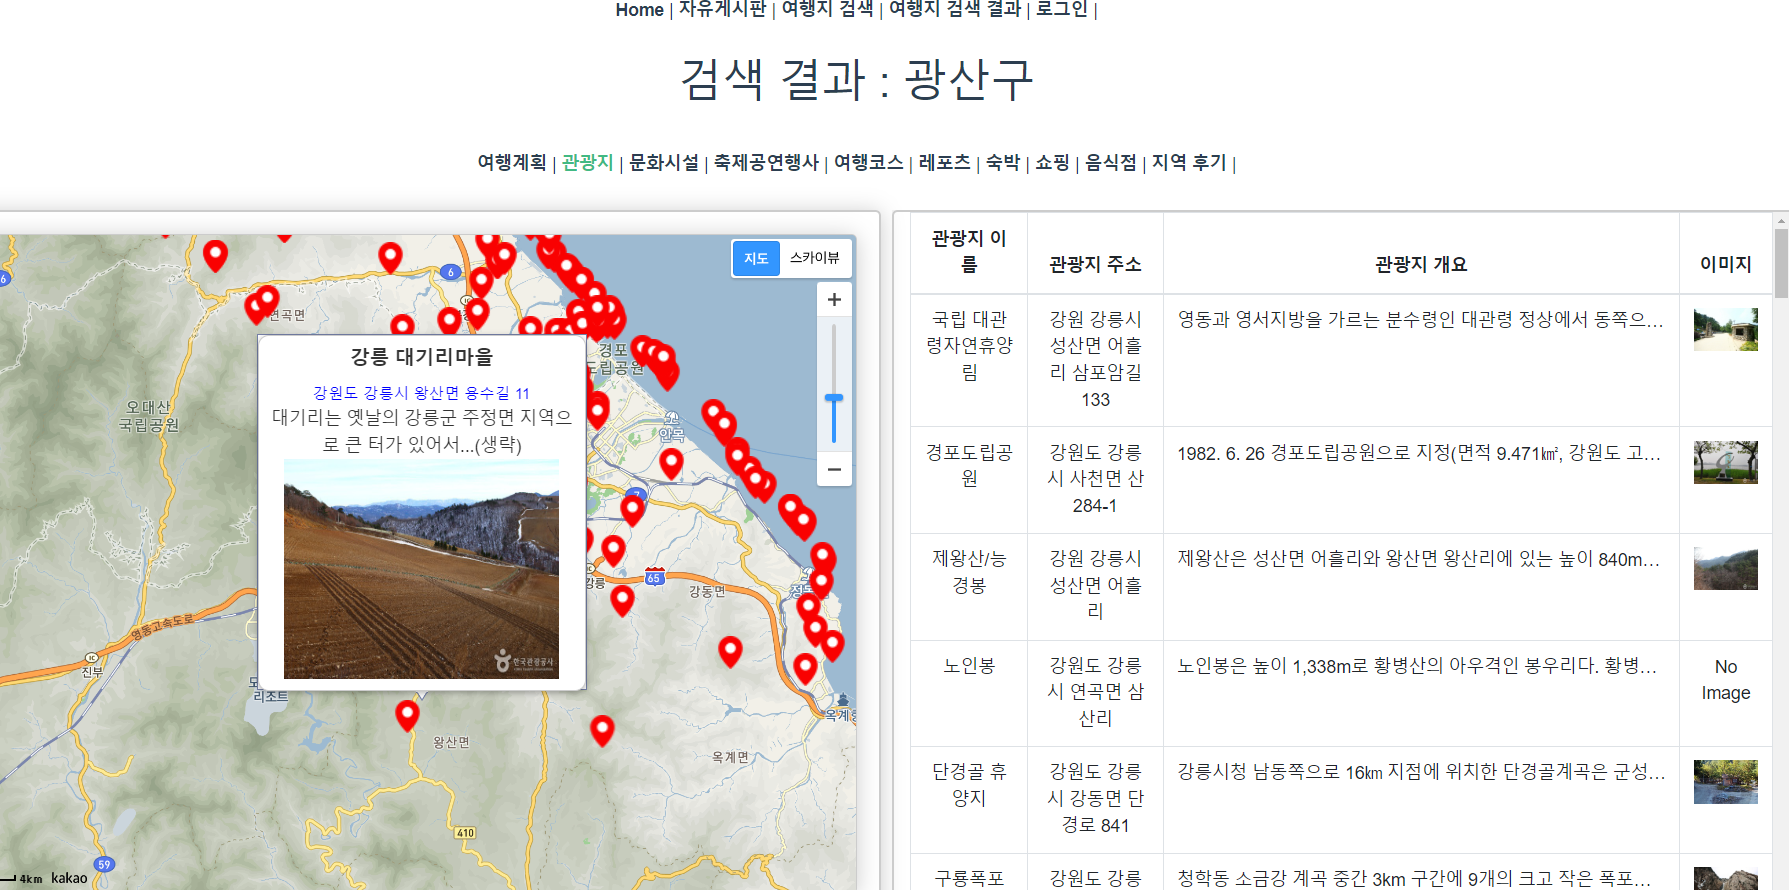 Home | 자유게시판 | 여행지 검색 | 여행지 검색 결과 | 로그인 |
검색 결과 : 광산구
여행계획 | 관광지 | 문화시설 | 축제공연행사 | 여행코스 | 레포츠 | 숙박 | 쇼핑 | 음식점 | 지역 후기 |
지도 스카이뷰
6
6
연곡면
강릉 대기리마을
강원도 강릉시 왕산면 용수길 11
대기리는 옛날의 강릉군 주정면 지역으
로 큰 터가 있어서...(생략)
한국관광공사
경포
도립공원
오대산
국립공원
안목
7
강릉
65
강동면
영동고속도로
진부
리조트
왕산면
옥계면
410
59
4km kakao
관광지 이
름
관광지 주소
관광지 개요
이미지
국립 대관
령자연휴양
림
강원 강릉시
성산면 어흘
리 삼포암길
133
영동과 영서지방을 가르는 분수령인 대관령 정상에서 동쪽으...
경포도립공
원
강원도 강릉
시 사천면 산
284-1
1982. 6. 26 경포도립공원으로 지정(면적 9.471㎢, 강원도 고...
제왕산/능
경봉
강원 강릉시
성산면 어흘
리
제왕산은 성산면 어흘리와 왕산면 왕산리에 있는 높이 840m...
노인봉
강원도 강릉
시 연곡면 삼
산리
노인봉은 높이 1,338m로 황병산의 아우격인 봉우리다. 황병...
No
Image
단경골 휴
양지
강원도 강릉
시 강동면 단
경로 841
강릉시청 남동쪽으로 16㎞ 지점에 위치한 단경골계곡은 군성...
구룡폭포
강원도 강릉
청학동 소금강 계곡 중간 3km 구간에 9개의 크고 작은 폭포...